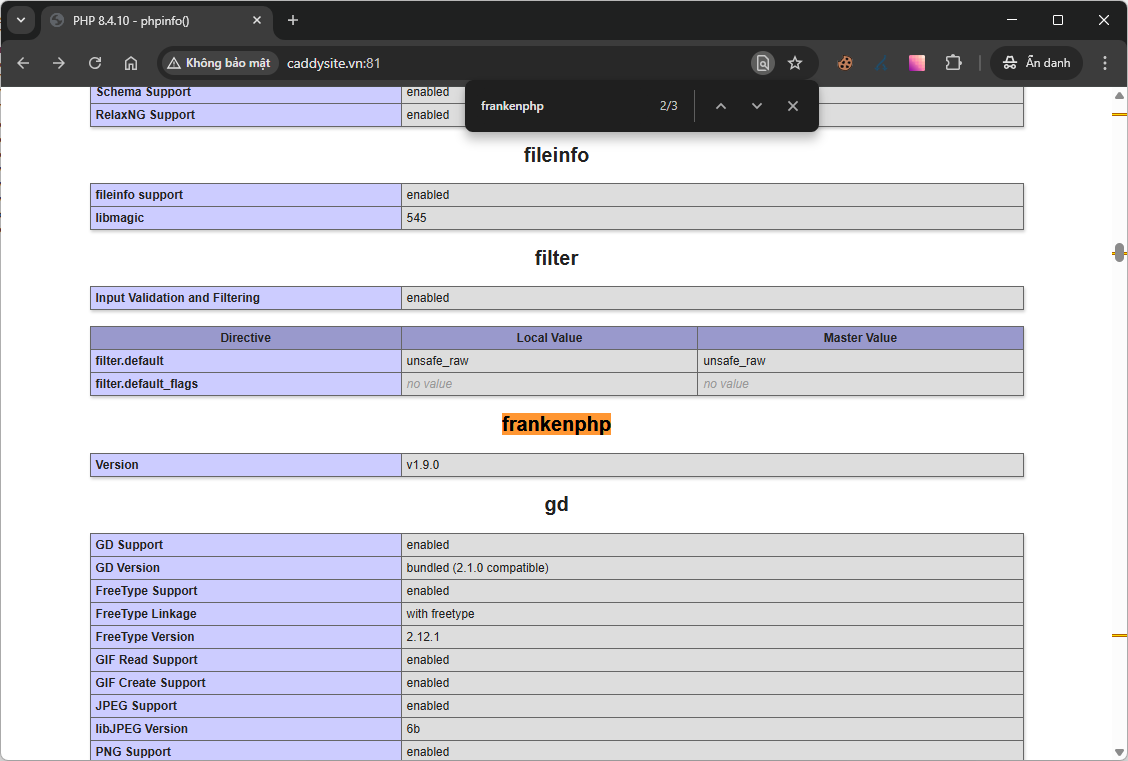 PHP 8.4.10 - phpinfo()
Không bảo mật caddysite.vn:81 Ẩn danh
frankenphp 2/3
Schema Support enabled
RelaxNG Support enabled
fileinfo
fileinfo support enabled
libmagic 545
filter
Input Validation and Filtering enabled
Directive Local Value Master Value
filter.default unsafe_raw unsafe_raw
filter.default_flags no value no value
frankenphp
Version v1.9.0
gd
GD Support enabled
GD Version bundled (2.1.0 compatible)
FreeType Support enabled
FreeType Linkage with freetype
FreeType Version 2.12.1
GIF Read Support enabled
GIF Create Support enabled
JPEG Support enabled
libJPEG Version 6b
PNG Support enabled